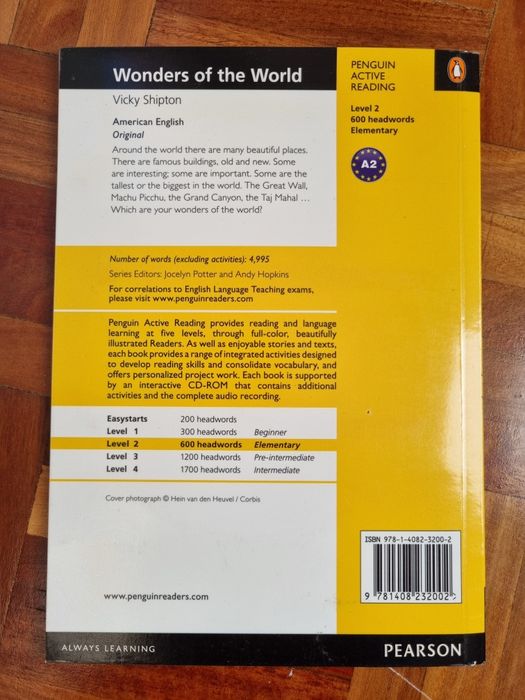 Wonders of the World
Vicky Shipton
American English
Original
Around the world there are many beautiful places.
There are famous buildings, old and new. Some
are interesting; some are important. Some are the
tallest or the biggest in the world. The Great Wall,
Machu Picchu, the Grand Canyon, the Taj Mahal ...
Which are your wonders of the world?
PENGUIN
ACTIVE
READING
Level 2
600 headwords
Elementary
A2
Number of words (excluding activities): 4,995
Series Editors: Jocelyn Potter and Andy Hopkins
For correlations to English Language Teaching exams,
please visit www.penguinreaders.com
Penguin Active Reading provides reading and language
learning at five levels, through full-color, beautifully
illustrated Readers. As well as enjoyable stories and texts,
each book provides a range of integrated activities designed
to develop reading skills and consolidate vocabulary, and
offers personalized project work. Each book is supported
by an interactive CD-ROM that contains additional
activities and the complete audio recording.
Easystarts 200 headwords
Level 1 300 headwords Beginner
Level 2 600 headwords Elementary
Level 3 1200 headwords Pre-intermediate
Level 4 1700 headwords Intermediate
Cover photograph © Hein van den Heuvel / Corbis
ISBN 978-1-4082-3200-2
9 781408 232002 >
www.penguinreaders.com
ALWAYS LEARNING
PEARSON